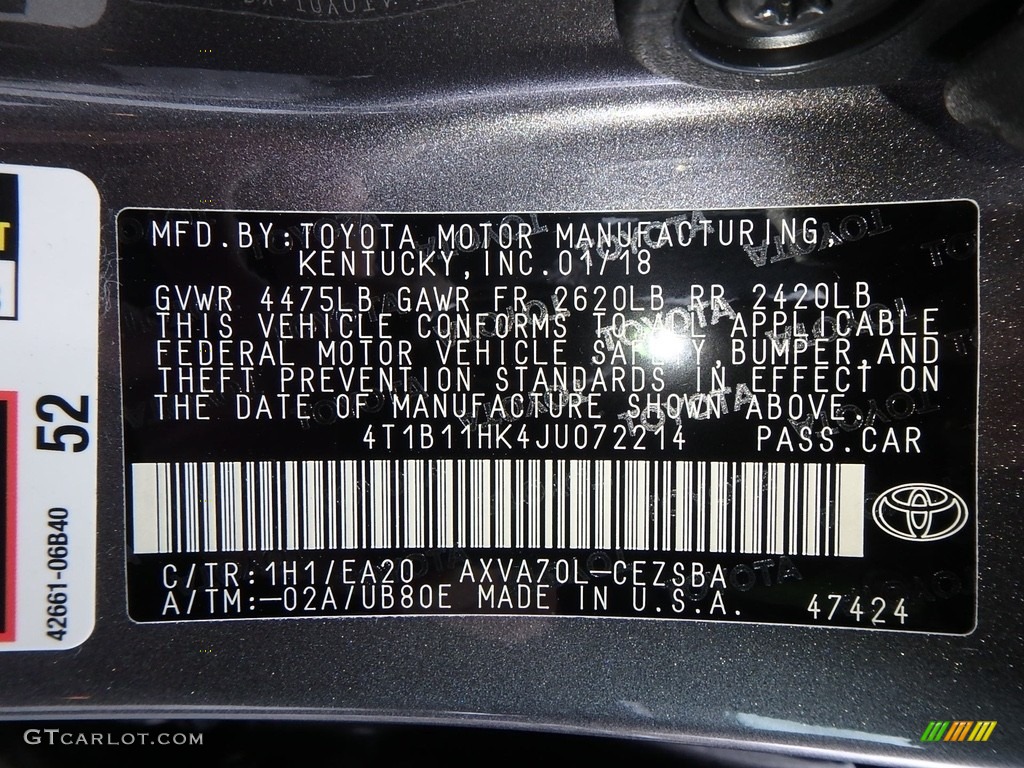 MFD.BY:TOYOTA MOTOR MANUFACTURING,
KENTUCKY,INC.01/18
GVWR 4475LB GAWR FR 2620LB RR 2420LB
THIS VEHICLE CONFORMS TO ALL APPLICABLE
FEDERAL MOTOR VEHICLE SAFETY,BUMPER,AND
THEFT PREVENTION STANDARDS IN EFFECT ON
THE DATE OF MANUFACTURE SHOWN ABOVE.
4T1B11HK4JU072214 PASS.CAR
C/TR:1H1/EA20 AXVA70L-CEZSBA
A/TM:-02A/UB80E MADE IN U.S.A. 47424
52
42661-06B40
GTCARLOT.COM